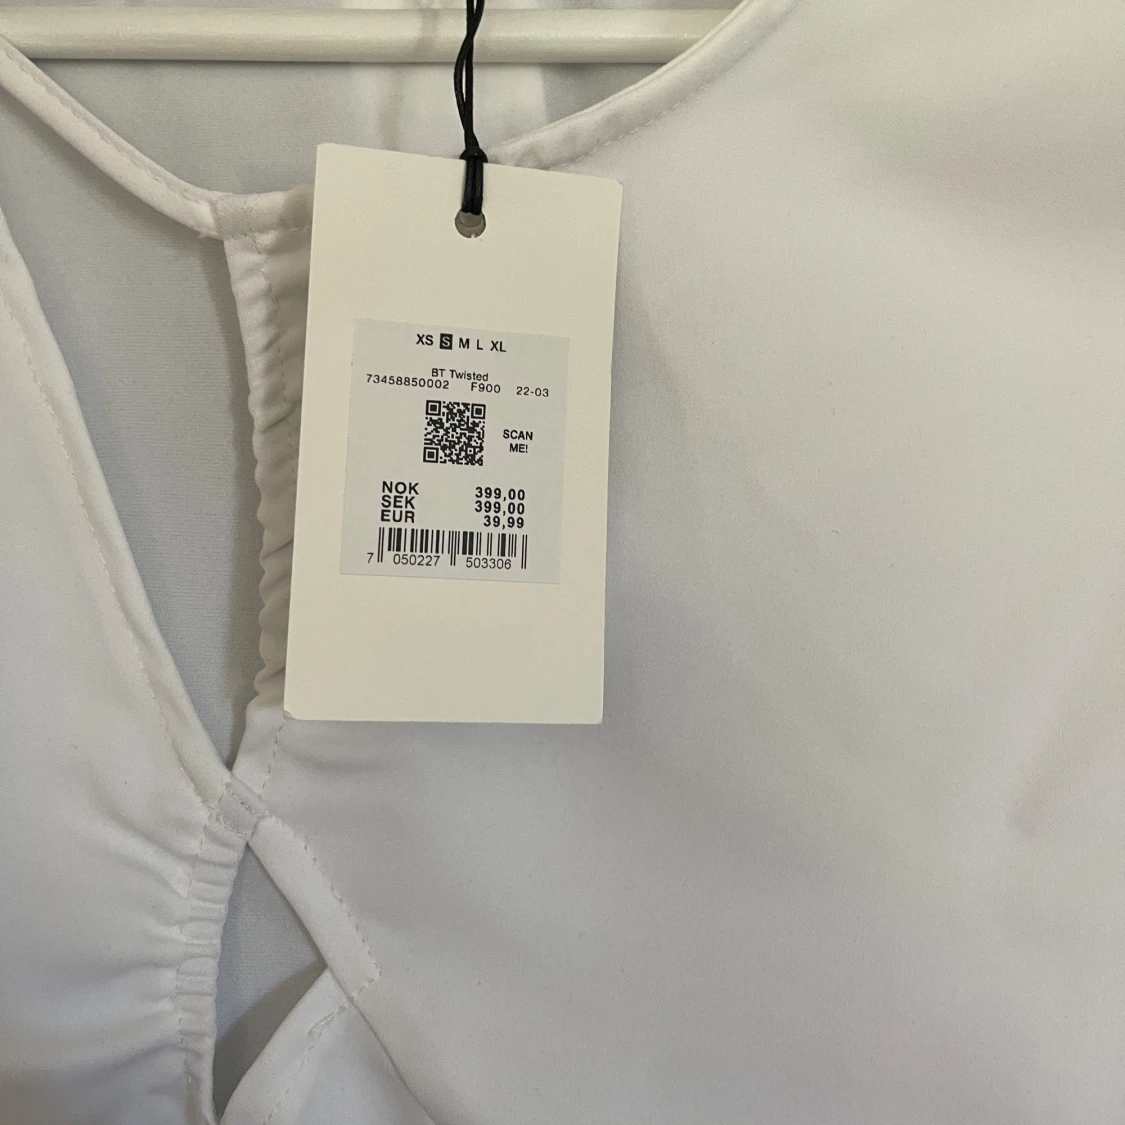 XS S M L XL
BT Twisted
73458850002 F900 22-03
SCAN
ME!
NOK 399,00
SEK 399,00
EUR 39,99
7 050227 503306